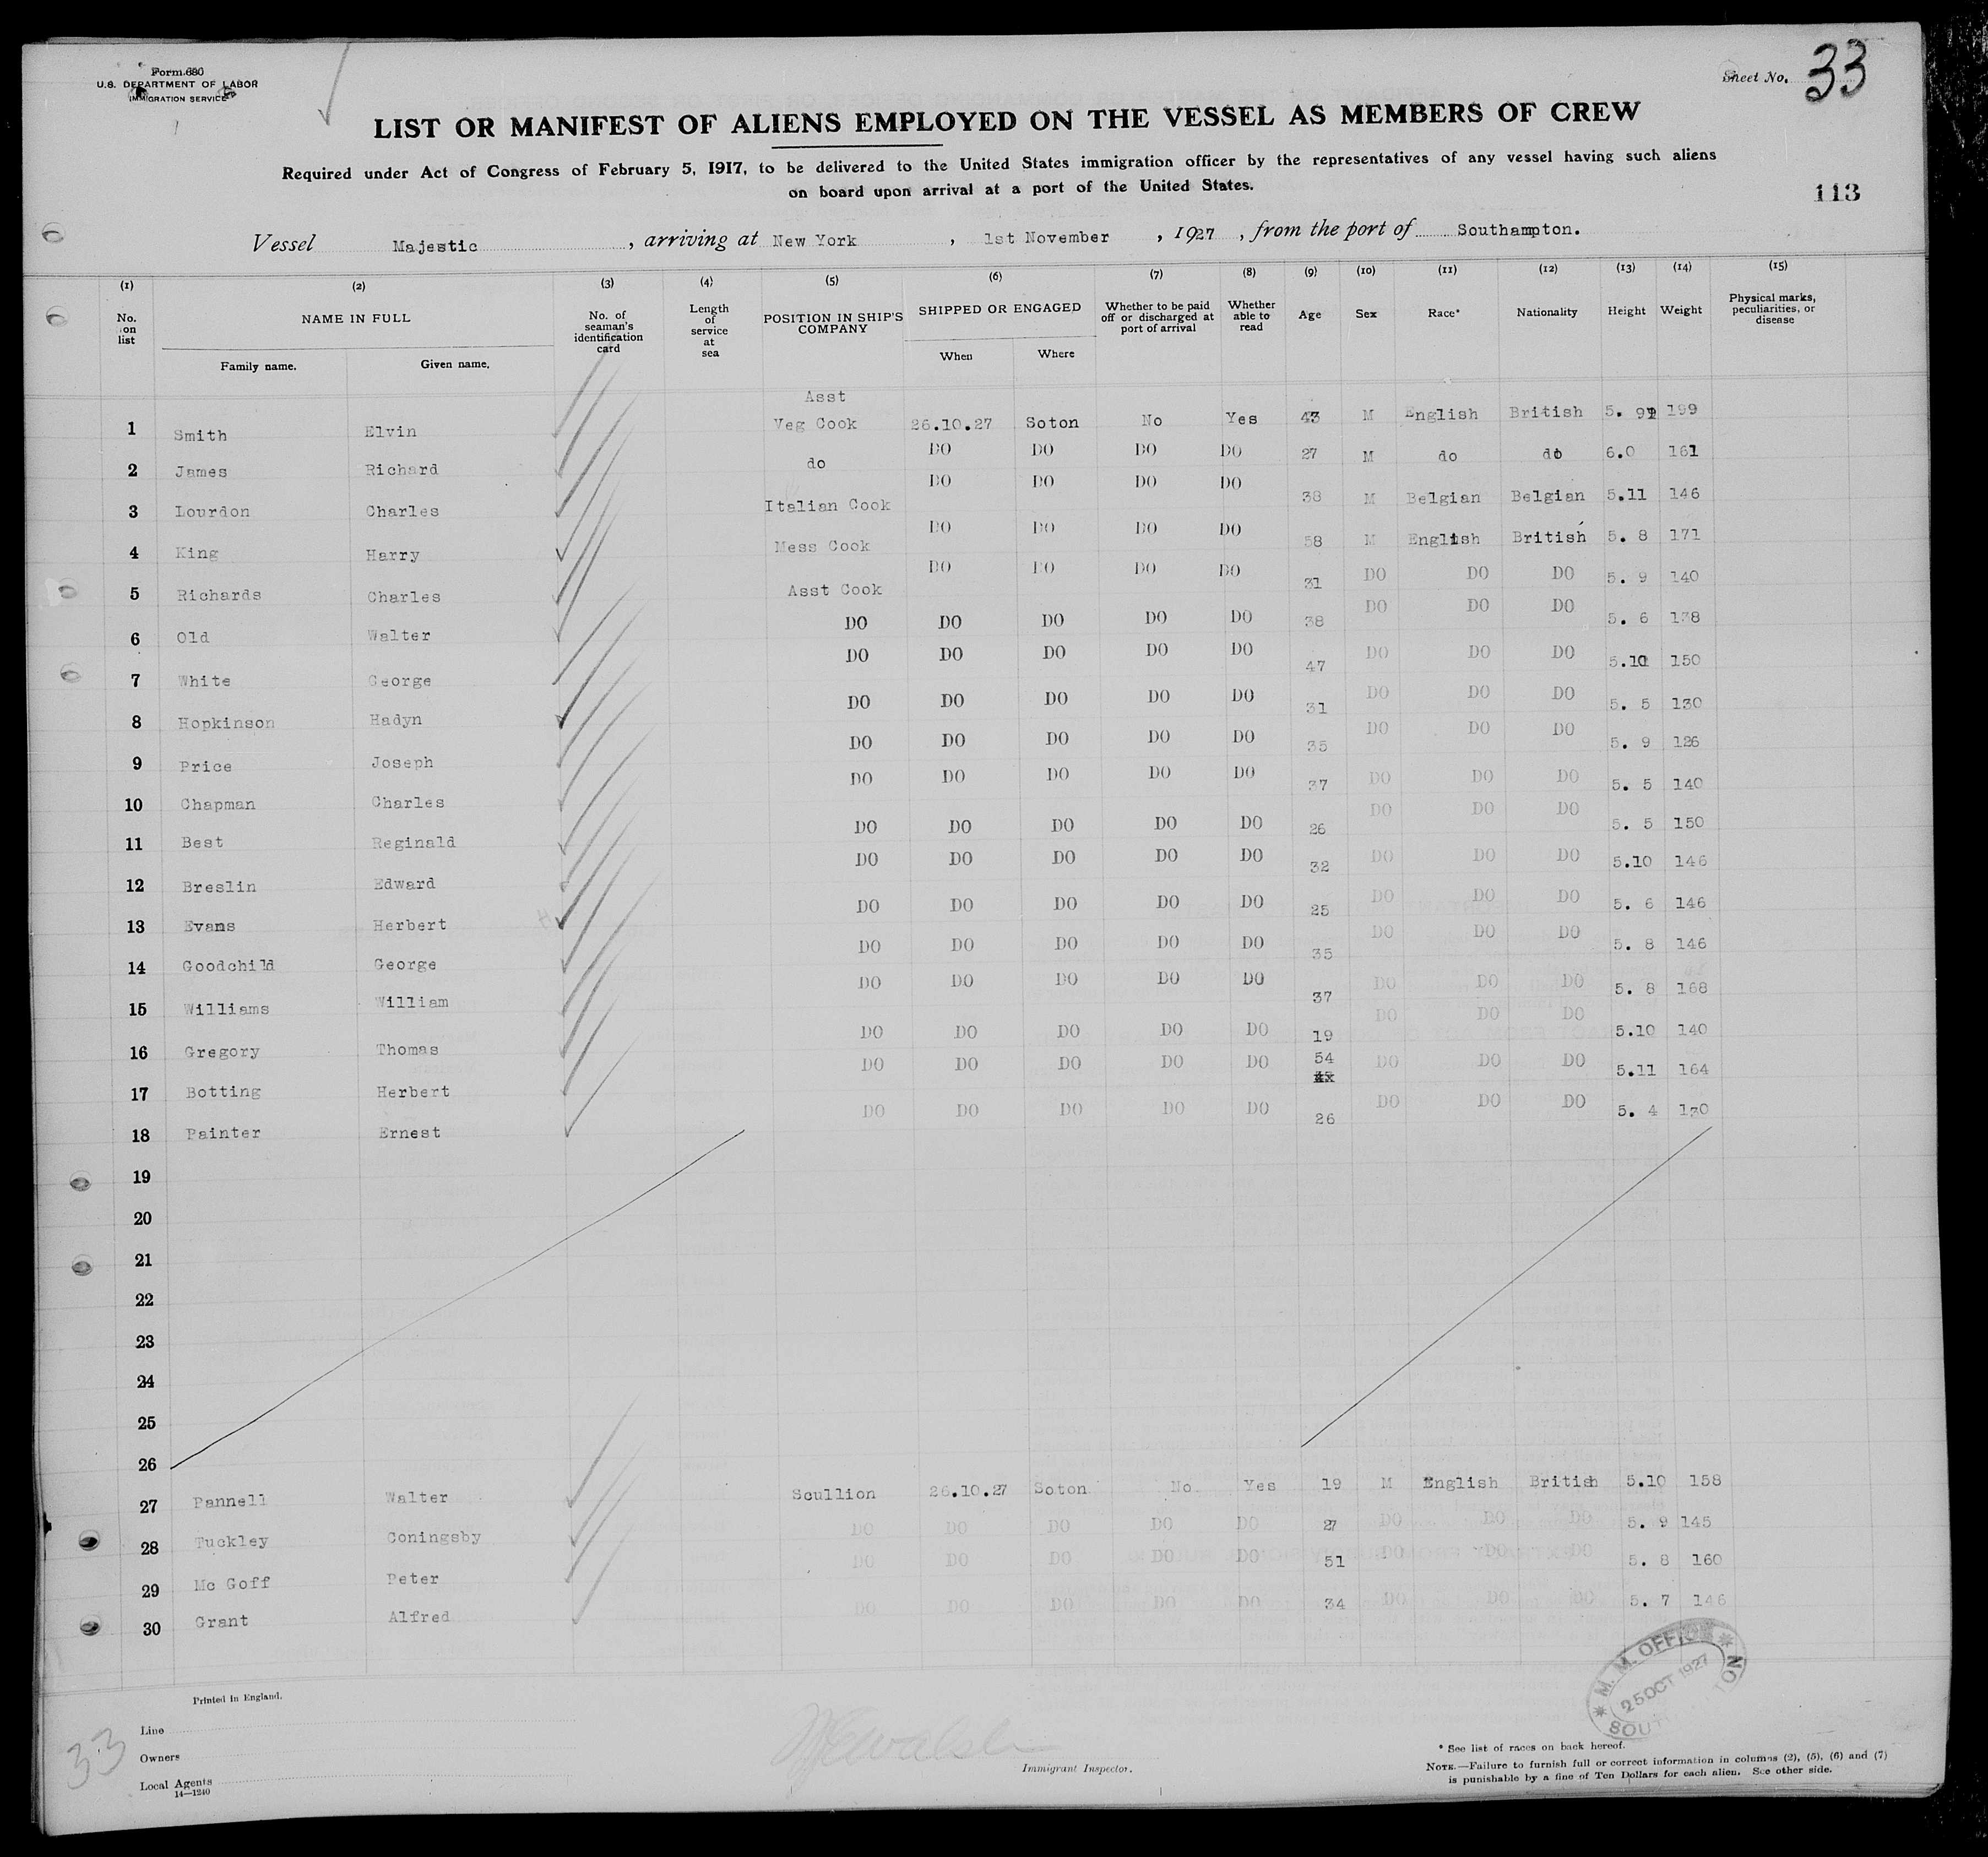 Form 680
U.S. DEPARTMENT OF LABOR
IMMIGRATION SERVICE
Sheet No. 33
LIST OR MANIFEST OF ALIENS EMPLOYED ON THE VESSEL AS MEMBERS OF CREW
Required under Act of Congress of February 5, 1917, to be delivered to the United States immigration officer by the representatives of any vessel having such aliens
on board upon arrival at a port of the United States.
113
Vessel Majestic, arriving at New York, 1st November, 1927, from the port of Southampton.
(1) (2) (3) (4) (5) (6) (7) (8) (9) (10) (11) (12) (13) (14) (15)
No. on list NAME IN FULL No. of seaman's identification card Length of service at sea POSITION IN SHIP'S COMPANY SHIPPED OR ENGAGED Whether to be paid off or discharged at port of arrival Whether able to read Age Sex Race* Nationality Height Weight Physical marks, peculiarities, or disease
Family name. Given name. When Where
Asst
1 Smith Elvin Veg Cook 26.10.27 Soton No Yes 43 M English British 5. 199
2 James Richard do DO DO DO DO 27 M do do 6.0 161
3 Lourdon Charles Italian Cook DO DO DO DO 38 M Belgian Belgian 5.11 146
4 King Harry Mess Cook DO DO DO DO 58 M English British 5. 8 171
5 Richards Charles Asst Cook DO DO DO DO 31 DO DO DO 5. 9 140
6 Old Walter DO DO DO DO DO 38 DO DO DO 5. 6 138
7 White George DO DO DO DO DO 47 DO DO DO 5.10 150
8 Hopkinson Hadyn DO DO DO DO DO 31 DO DO DO 5. 5 130
9 Price Joseph DO DO DO DO DO 35 DO DO DO 5. 9 126
10 Chapman Charles DO DO DO DO DO 37 DO DO DO 5. 5 140
11 Best Reginald DO DO DO DO DO 26 DO DO DO 5. 5 150
12 Breslin Edward DO DO DO DO DO 32 DO DO DO 5.10 146
13 Evans Herbert DO DO DO DO DO 25 DO DO DO 5. 6 146
14 Goodchild George DO DO DO DO DO 35 DO DO DO 5. 8 146
15 Williams William DO DO DO DO DO 37 DO DO DO 5. 8 168
16 Gregory Thomas DO DO DO DO DO 19 DO DO DO 5.10 140
17 Botting Herbert DO DO DO DO DO 54 DO DO DO 5.11 164
18 Painter Ernest DO DO DO DO DO 26 DO DO DO 5. 4 130
19
20
21
22
23
24
25
26
27 Pannell Walter Scullion 26.10.27 Soton No Yes 19 M English British 5.10 158
28 Tuckley Coningsby DO DO DO DO DO 27 DO DO DO 5. 9 145
29 Mc Goff Peter DO DO DO DO DO 51 DO DO DO 5. 8 160
30 Grant Alfred DO DO DO DO DO 34 DO DO DO 5. 7 146
Printed in England.
Line
Owners
Local Agents
14—1240
33
Immigrant Inspector.
M. M. OFFICE
25 OCT 1927
* See list of races on back hereof.
NOTE.—Failure to furnish full or correct information in columns (2), (5), (6) and (7)
is punishable by a fine of Ten Dollars for each alien. See other side.